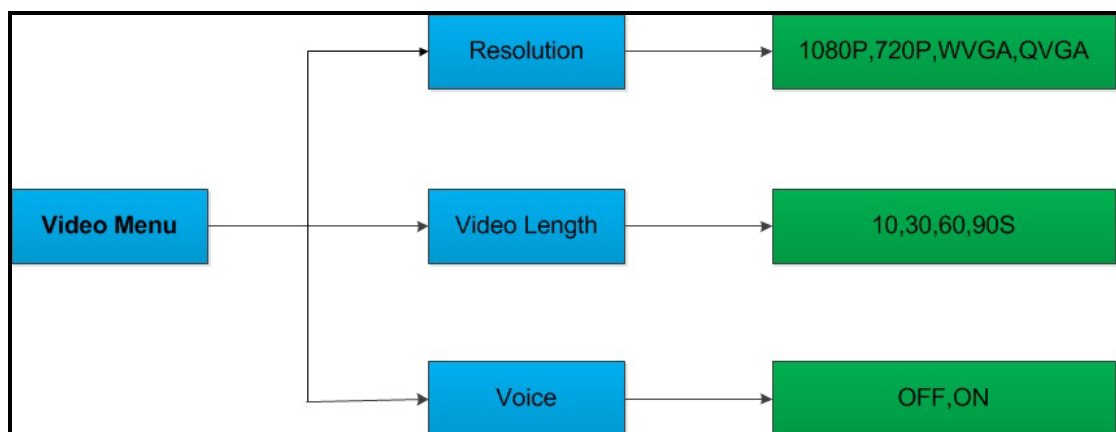 Resolution
1080P,720P,WVGA,QVGA
Video Menu
Video Length
10,30,60,90S
Voice
OFF,ON